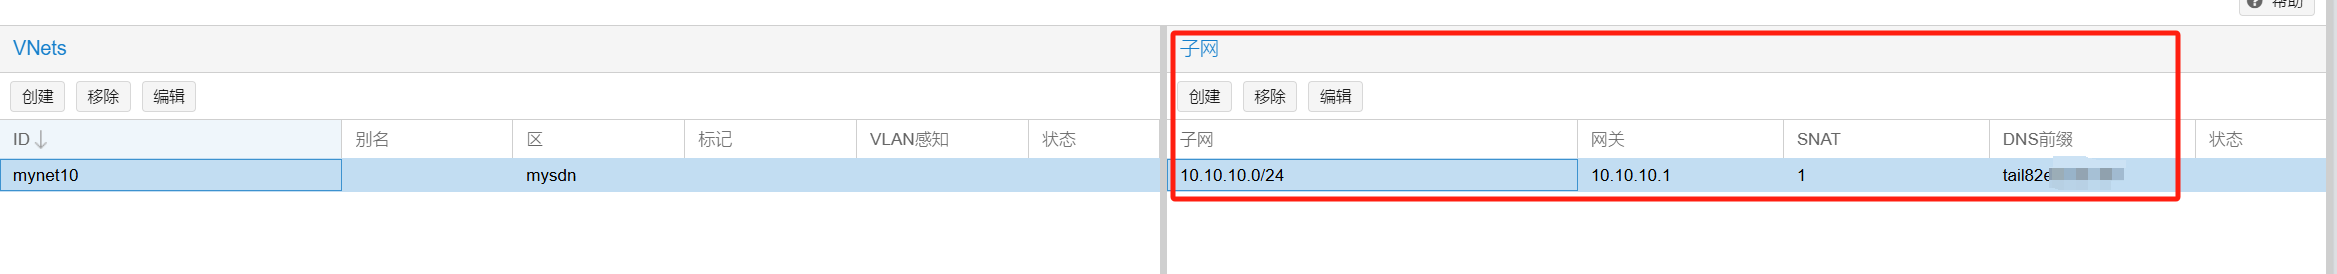 帮助
VNets
子网
创建 移除 编辑
创建 移除 编辑
ID 别名 区 标记 VLAN感知 状态
子网 网关 SNAT DNS前缀 状态
mynet10 mysdn
10.10.10.0/24 10.10.10.1 1 tail82e